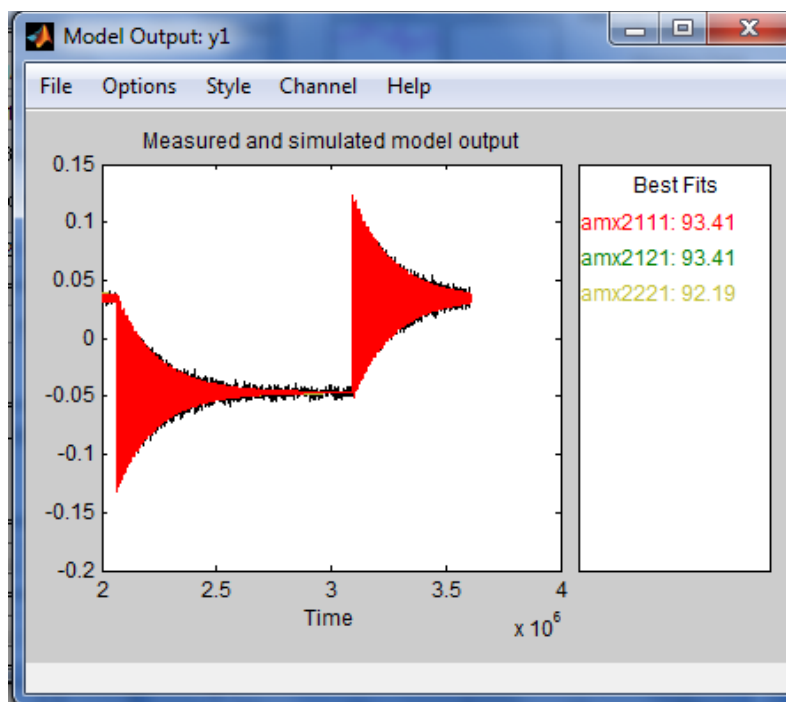 Model Output: y1
File Options Style Channel Help
Measured and simulated model output
0.15
0.1
0.05
0
-0.05
-0.1
-0.15
-0.2
2 2.5 3 3.5 4
Time
x 10^6
Best Fits
amx2111: 93.41
amx2121: 93.41
amx2221: 92.19